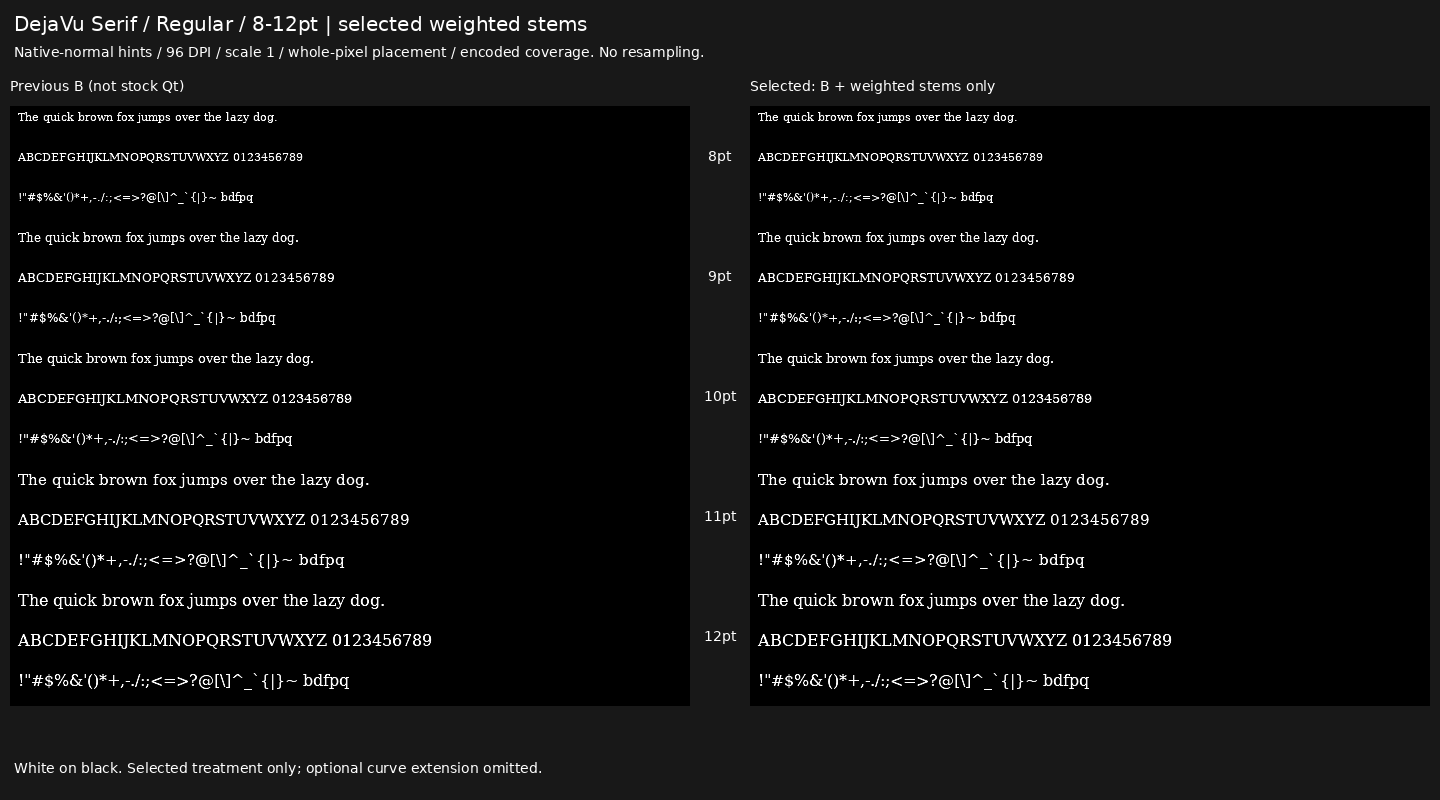 DejaVu Serif / Regular / 8-12pt | selected weighted stems
Native-normal hints / 96 DPI / scale 1 / whole-pixel placement / encoded coverage. No resampling.
Previous B (not stock Qt)
The quick brown fox jumps over the lazy dog.
ABCDEFGHIJKLMNOPQRSTUVWXYZ 0123456789
!"#$%&'()*+,-./:;<=>?@[\]^_`{|}~ bdfpq
The quick brown fox jumps over the lazy dog.
ABCDEFGHIJKLMNOPQRSTUVWXYZ 0123456789
!"#$%&'()*+,-./:;<=>?@[\]^_`{|}~ bdfpq
The quick brown fox jumps over the lazy dog.
ABCDEFGHIJKLMNOPQRSTUVWXYZ 0123456789
!"#$%&'()*+,-./:;<=>?@[\]^_`{|}~ bdfpq
The quick brown fox jumps over the lazy dog.
ABCDEFGHIJKLMNOPQRSTUVWXYZ 0123456789
!"#$%&'()*+,-./:;<=>?@[\]^_`{|}~ bdfpq
The quick brown fox jumps over the lazy dog.
ABCDEFGHIJKLMNOPQRSTUVWXYZ 0123456789
!"#$%&'()*+,-./:;<=>?@[\]^_`{|}~ bdfpq
8pt
9pt
10pt
11pt
12pt
Selected: B + weighted stems only
The quick brown fox jumps over the lazy dog.
ABCDEFGHIJKLMNOPQRSTUVWXYZ 0123456789
!"#$%&'()*+,-./:;<=>?@[\]^_`{|}~ bdfpq
The quick brown fox jumps over the lazy dog.
ABCDEFGHIJKLMNOPQRSTUVWXYZ 0123456789
!"#$%&'()*+,-./:;<=>?@[\]^_`{|}~ bdfpq
The quick brown fox jumps over the lazy dog.
ABCDEFGHIJKLMNOPQRSTUVWXYZ 0123456789
!"#$%&'()*+,-./:;<=>?@[\]^_`{|}~ bdfpq
The quick brown fox jumps over the lazy dog.
ABCDEFGHIJKLMNOPQRSTUVWXYZ 0123456789
!"#$%&'()*+,-./:;<=>?@[\]^_`{|}~ bdfpq
The quick brown fox jumps over the lazy dog.
ABCDEFGHIJKLMNOPQRSTUVWXYZ 0123456789
!"#$%&'()*+,-./:;<=>?@[\]^_`{|}~ bdfpq
White on black. Selected treatment only; optional curve extension omitted.